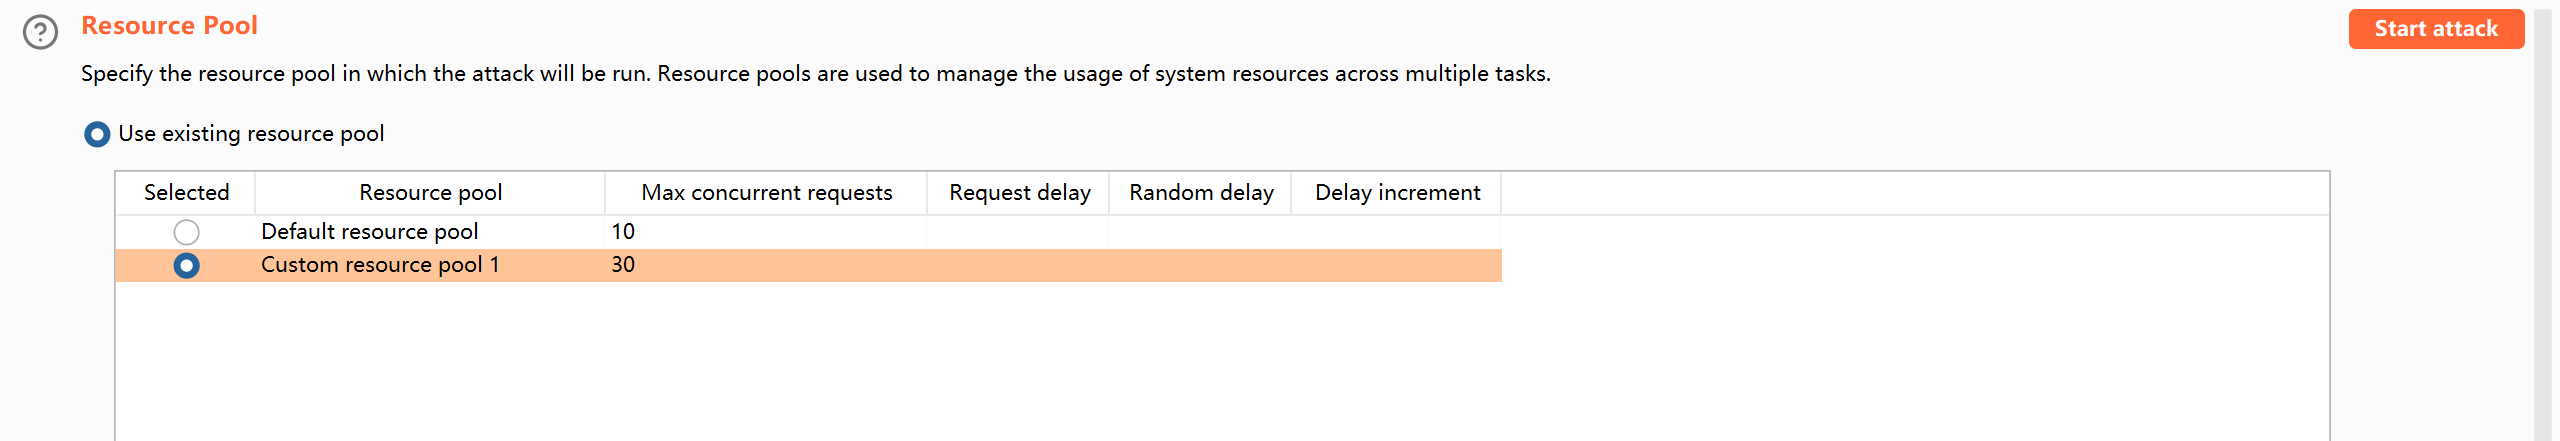 Resource Pool
Start attack
Specify the resource pool in which the attack will be run. Resource pools are used to manage the usage of system resources across multiple tasks.
Use existing resource pool
Selected Resource pool Max concurrent requests Request delay Random delay Delay increment
Default resource pool 10
Custom resource pool 1 30